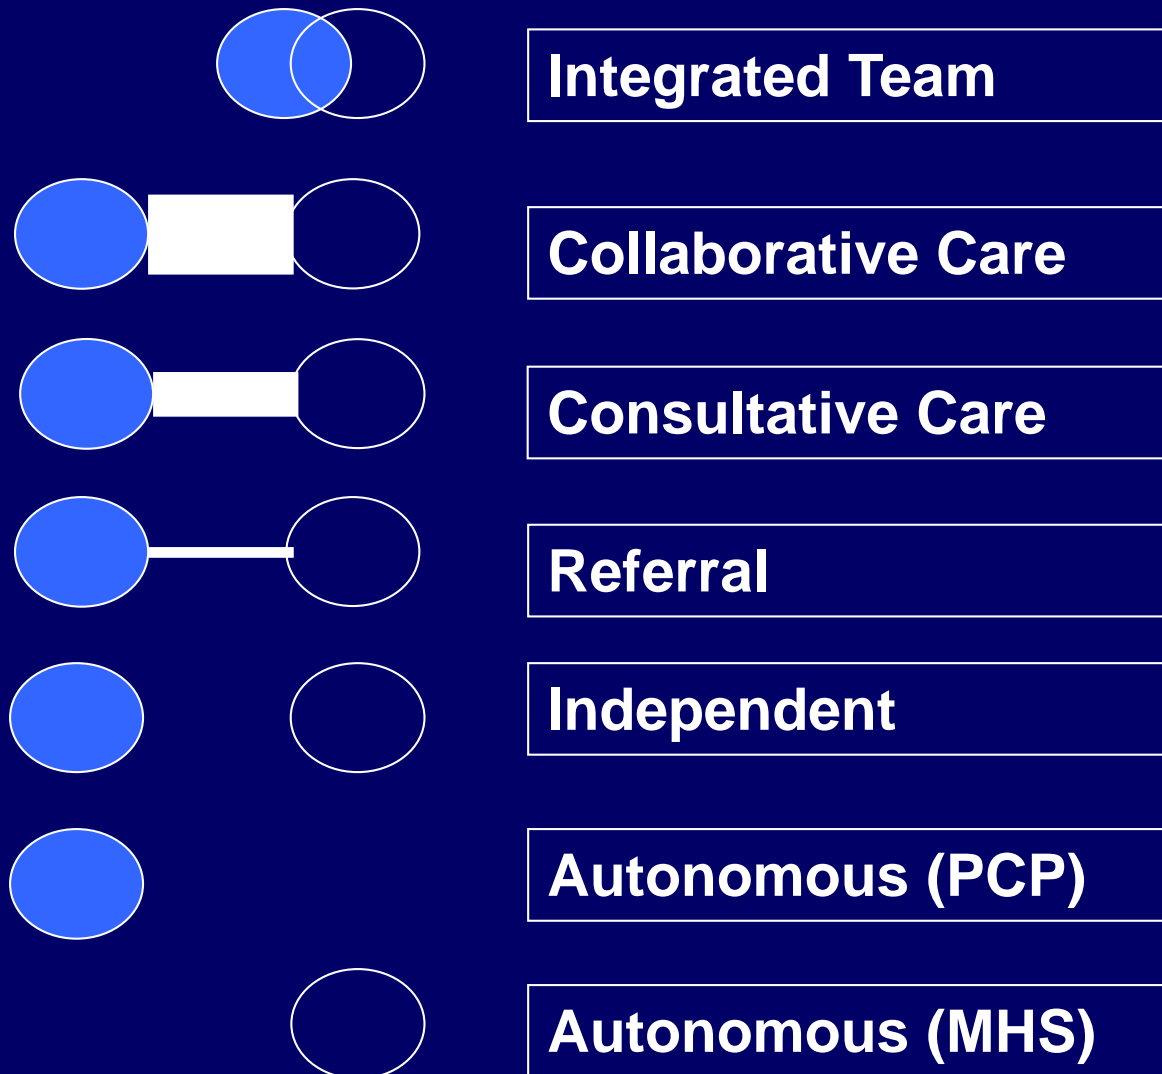 Integrated Team
Collaborative Care
Consultative Care
Referral
Independent
Autonomous (PCP)
Autonomous (MHS)